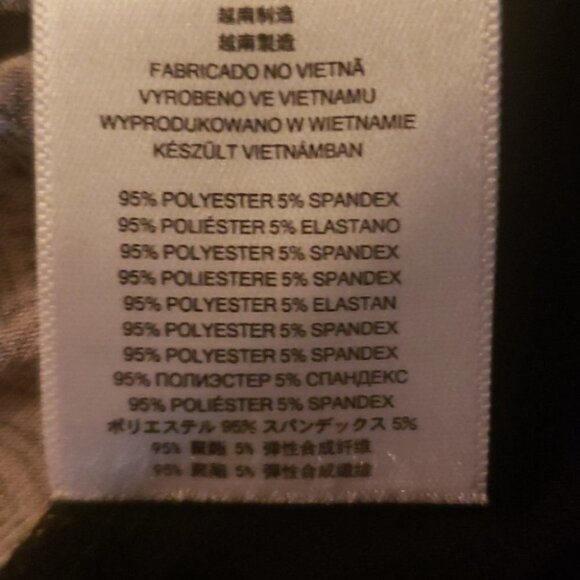 越南制造
越南製造
FABRICADO NO VIETNÃ
VYROBENO VE VIETNAMU
WYPRODUKOWANO W WIETNAMIE
KÉSZÜLT VIETNÁMBAN
95% POLYESTER 5% SPANDEX
95% POLIÉSTER 5% ELASTANO
95% POLYESTER 5% SPANDEX
95% POLIESTERE 5% SPANDEX
95% POLYESTER 5% ELASTAN
95% POLYESTER 5% SPANDEX
95% POLYESTER 5% SPANDEX
95% ПОЛИЭСТЕР 5% СПАНДЕКС
95% POLIÉSTER 5% SPANDEX
ポリエステル 95% スパンデックス 5%
95% 聚酯 5% 弹性合成纤维
95% 聚酯 5% 彈性合成纖維